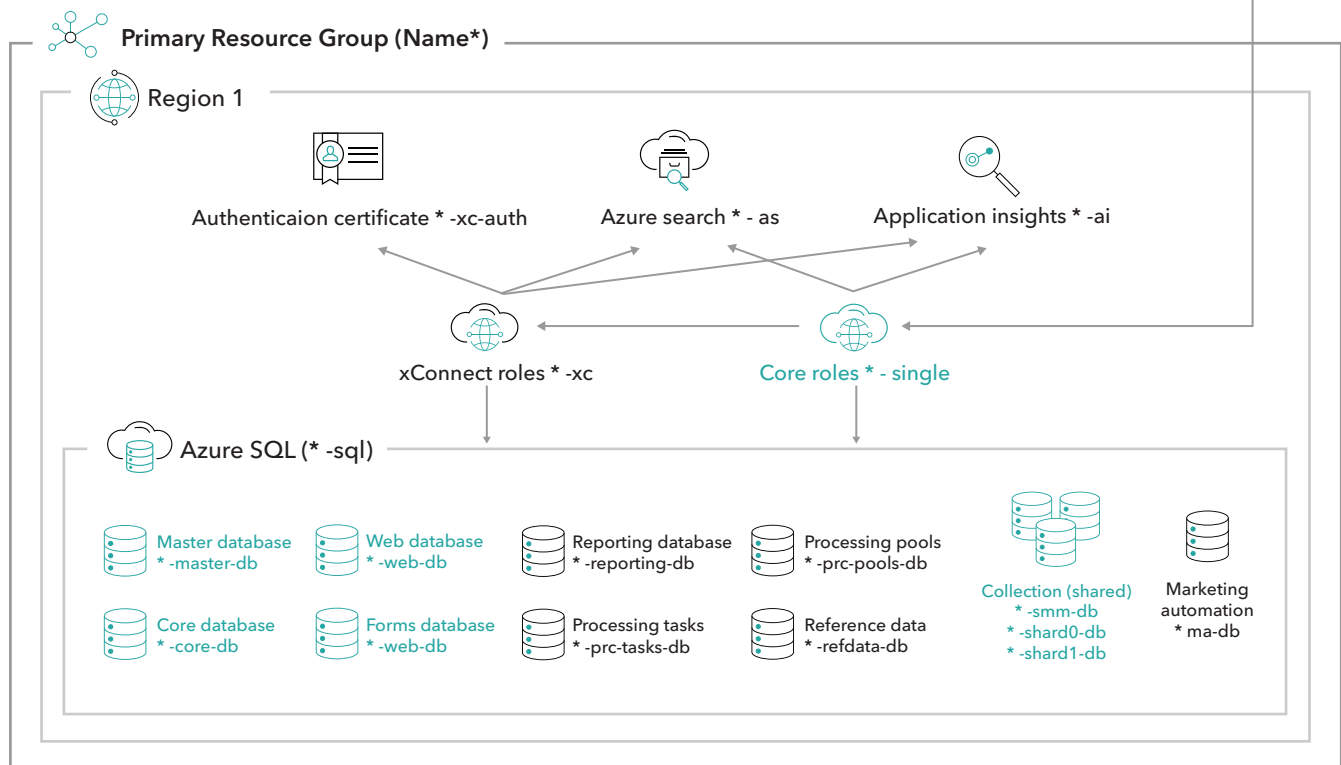 Primary Resource Group (Name*)
Region 1
Authenticaion certificate * -xc-auth
Azure search * - as
Application insights * -ai
xConnect roles * -xc
Core roles * - single
Azure SQL (* -sql)
Master database
* -master-db
Web database
* -web-db
Reporting database
* -reporting-db
Processing pools
* -prc-pools-db
Core database
* -core-db
Forms database
* -web-db
Processing tasks
* -prc-tasks-db
Reference data
* -refdata-db
Collection (shared)
* -smm-db
* -shard0-db
* -shard1-db
Marketing
automation
* ma-db